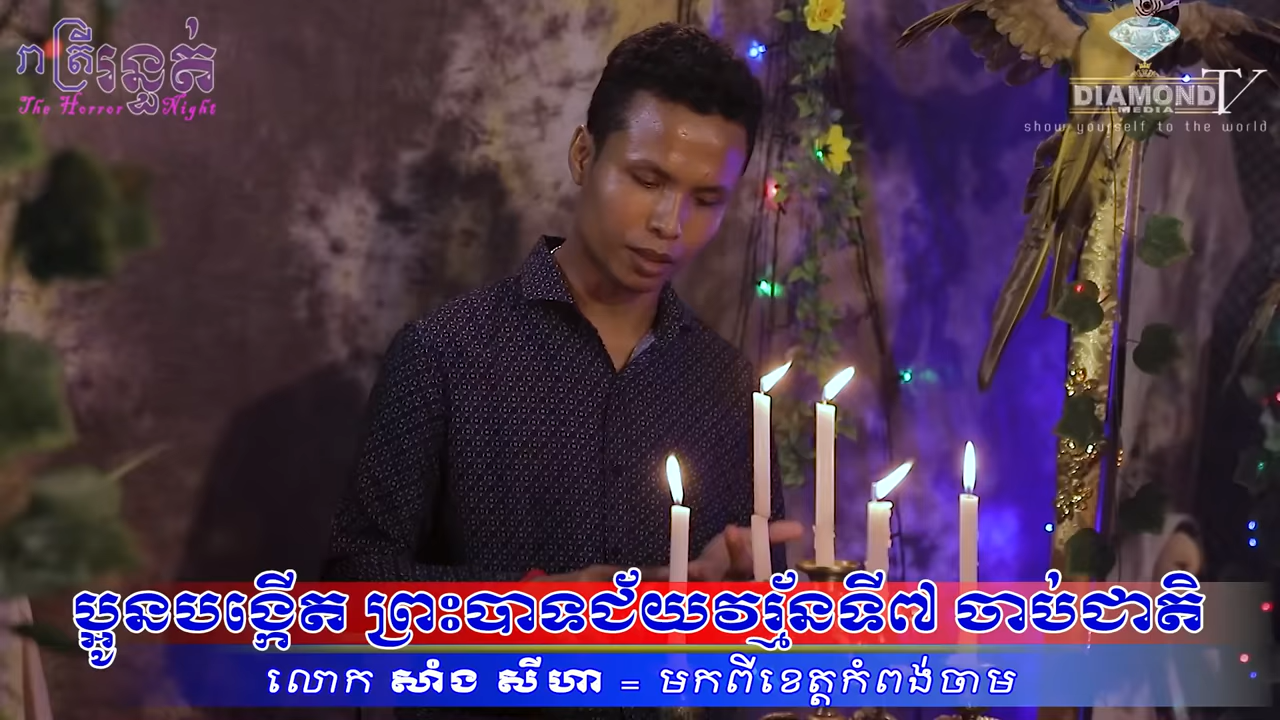 រាត្រីរន្ធត់
The Horror Night
DIAMOND TV
MEDIA
show yourself to the world
ប្អូនបង្កើត ព្រះបាទជ័យវរ្ម័នទី៧ ចាប់ជាតិ
លោក សាំង សីហា = មកពីខេត្តកំពង់ចាម